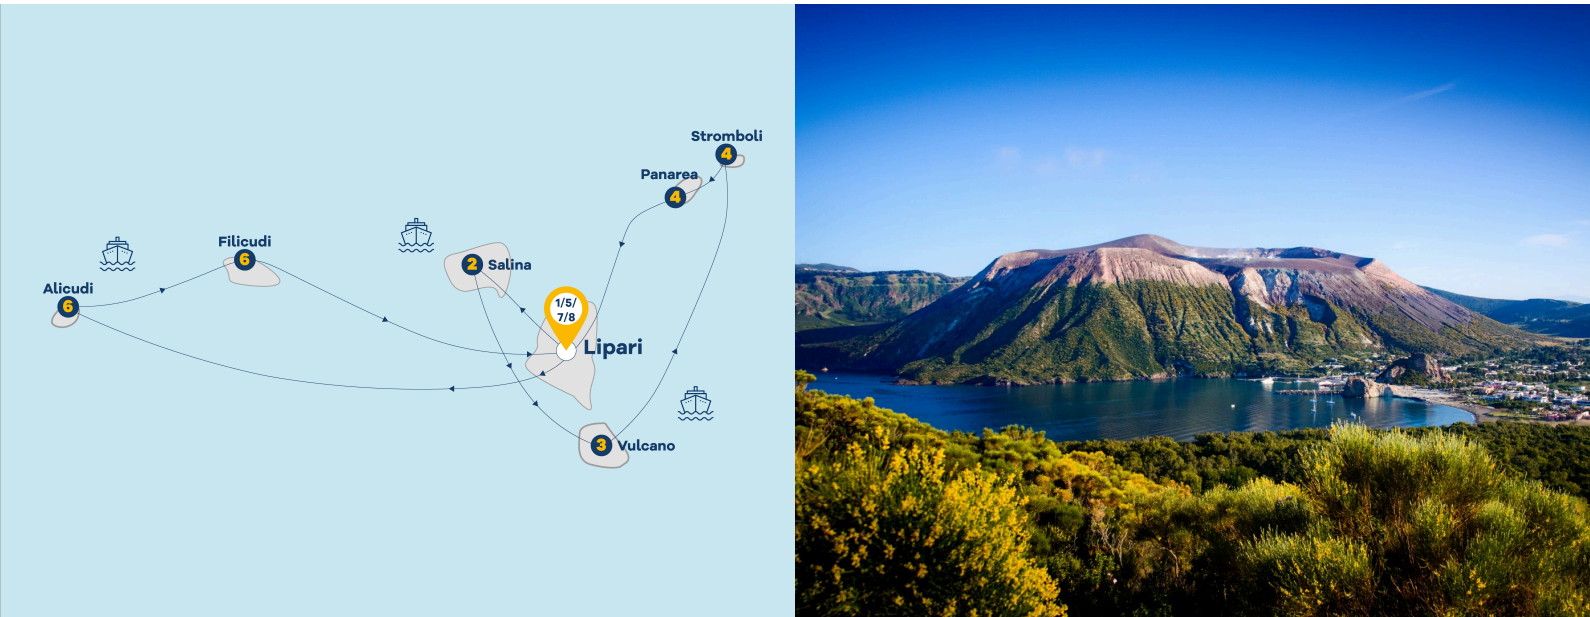 Stromboli
4
Panarea
4
Filicudi
6
Salina
2
Alicudi
6
1/5/
7/8
Lipari
Vulcano
3